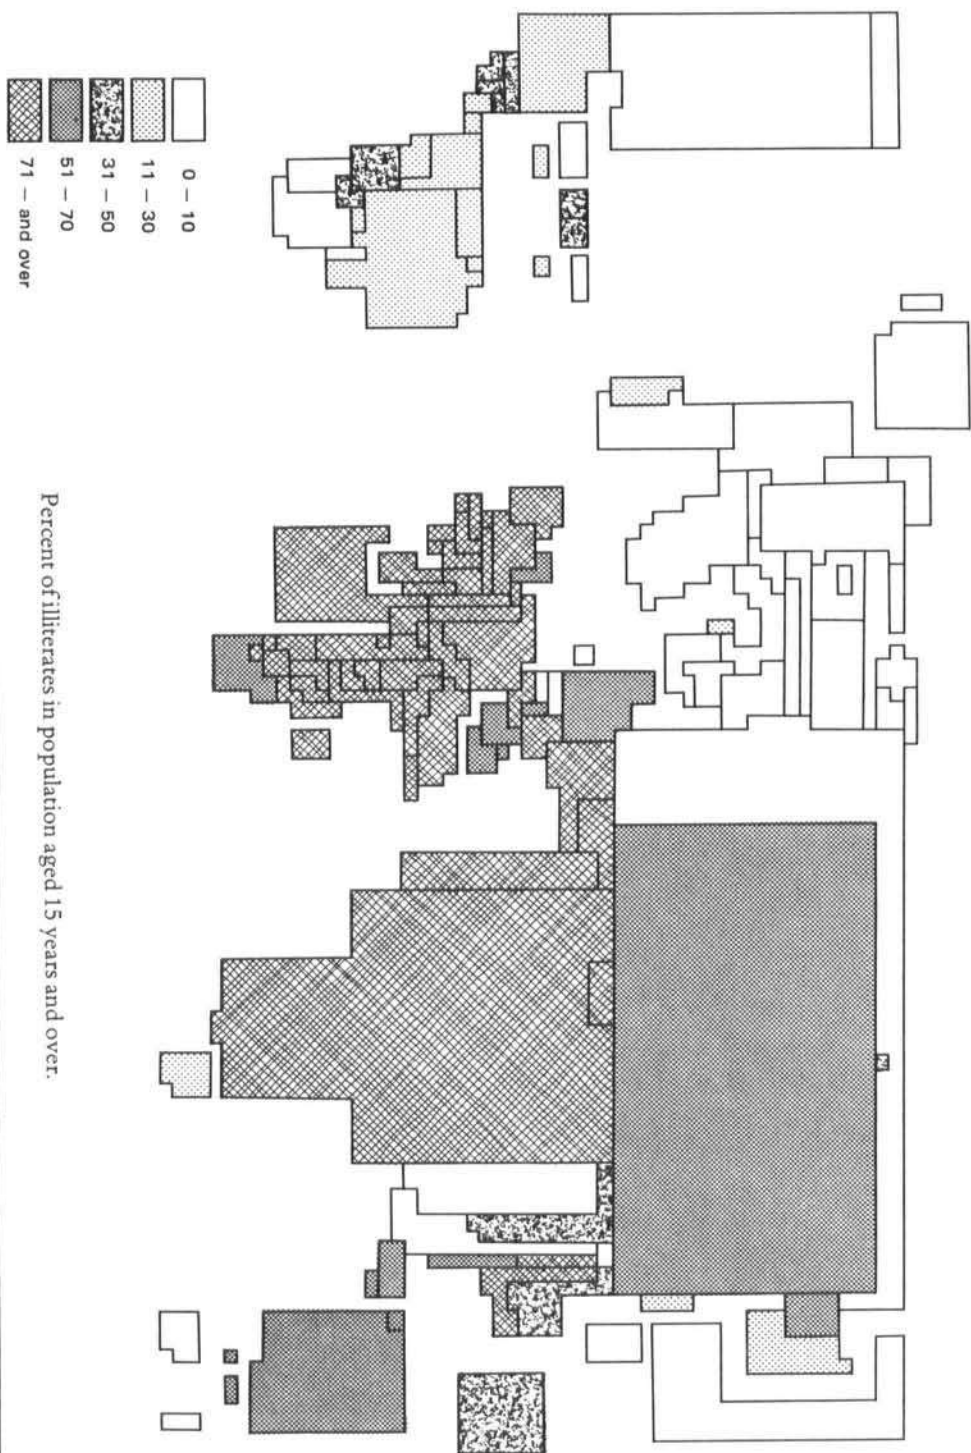 0 – 10
11 – 30
31 – 50
51 – 70
71 – and over
Percent of illiterates in population aged 15 years and over.